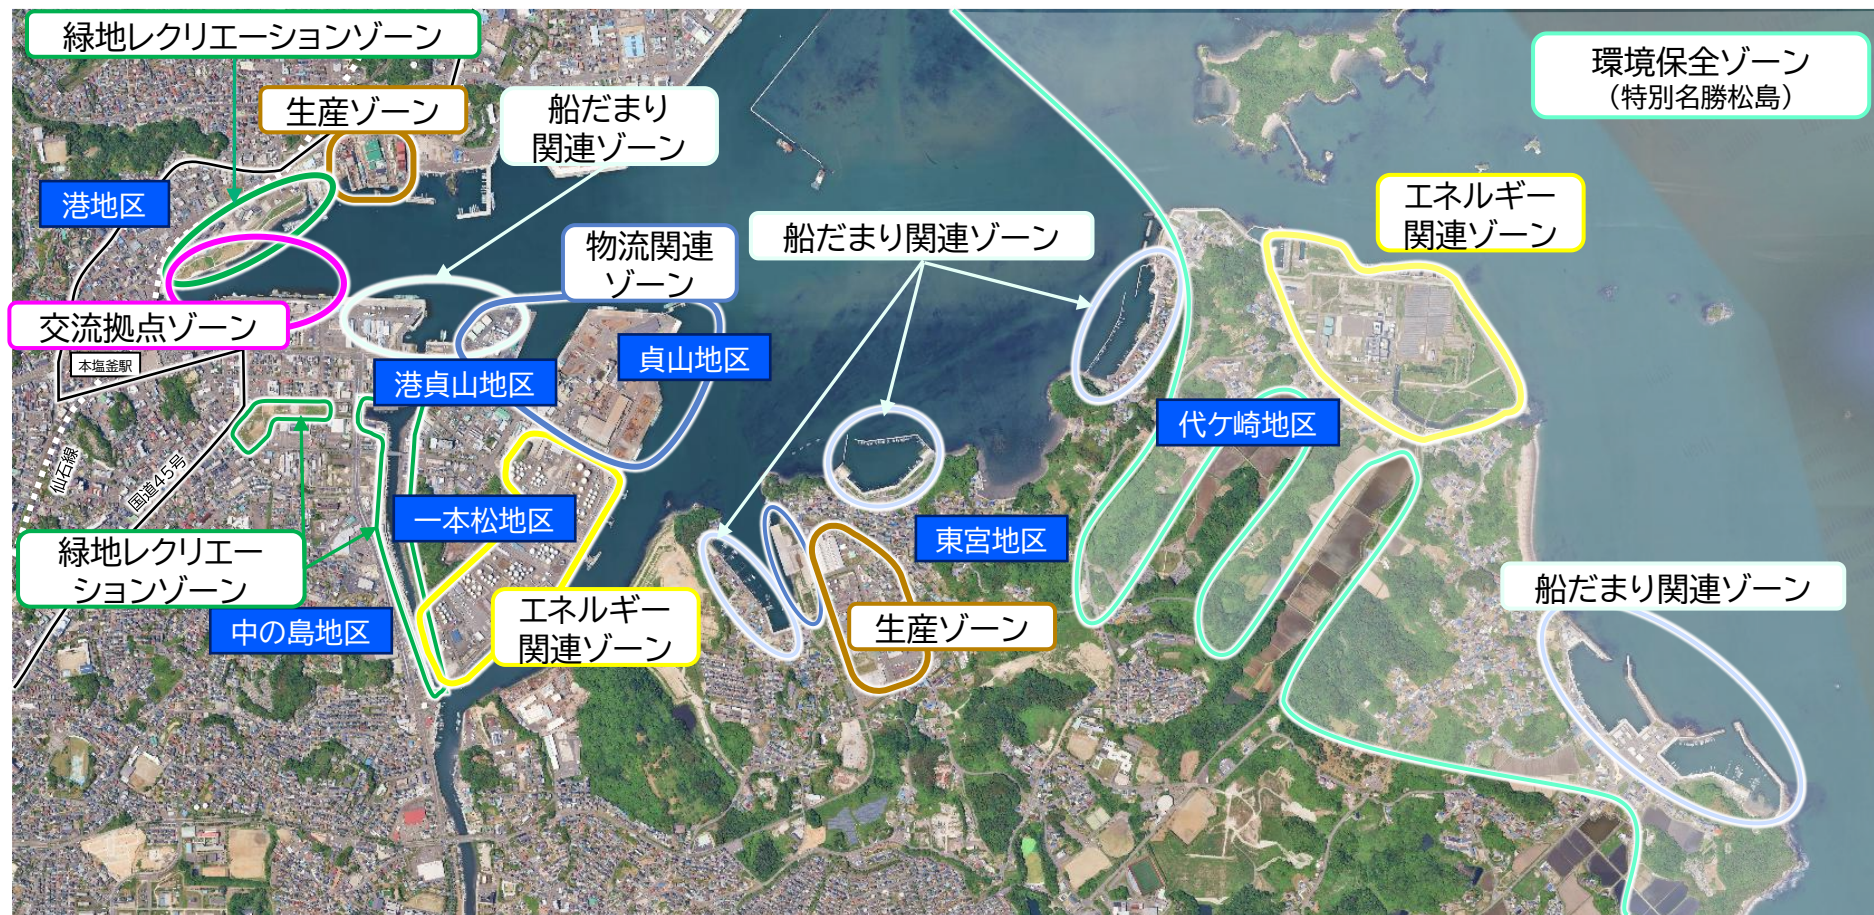 緑地レクリエーションゾーン
生産ゾーン
船だまり
関連ゾーン
環境保全ゾーン
（特別名勝松島）
港地区
エネルギー
関連ゾーン
物流関連
ゾーン
船だまり関連ゾーン
交流拠点ゾーン
本塩釜駅
港貞山地区
貞山地区
代ケ崎地区
仙石線
国道45号
一本松地区
東宮地区
緑地レクリエー
ションゾーン
中の島地区
エネルギー
関連ゾーン
生産ゾーン
船だまり関連ゾーン